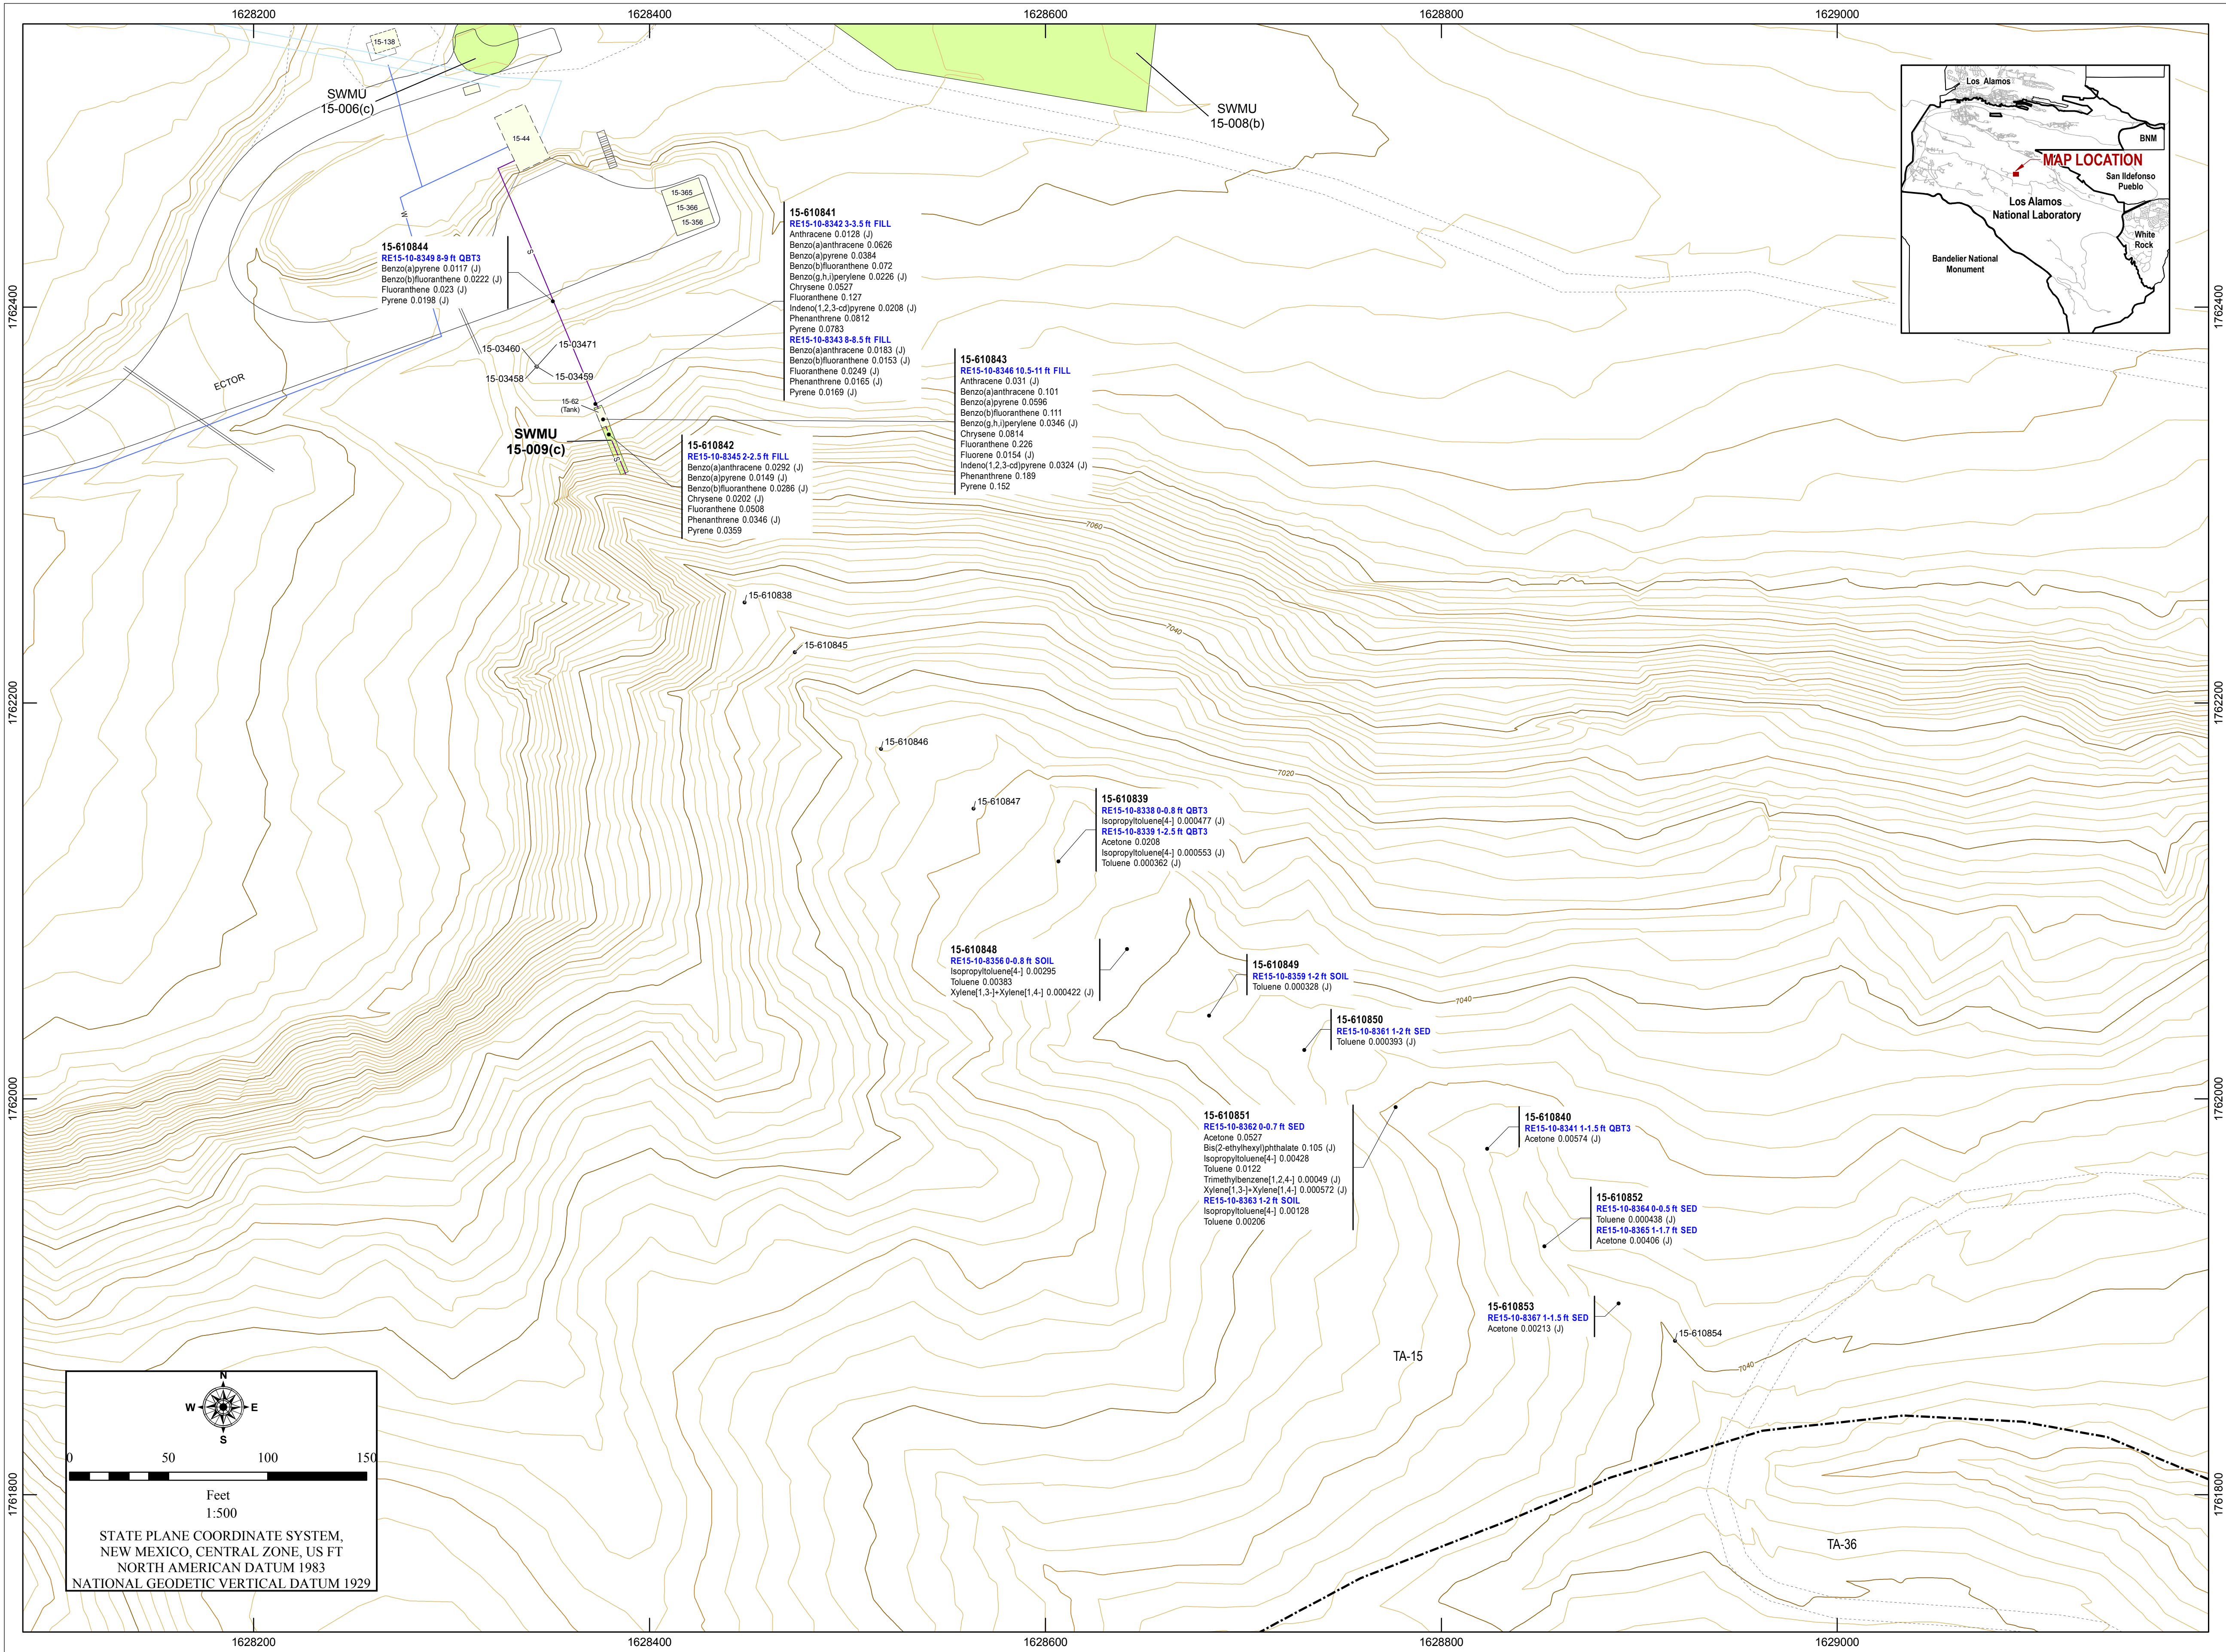 1628200
1628400
1628600
1628800
1629000
15-138
SWMU
15-006(c)
15-44
SWMU
15-008(b)
15-365
15-366
15-356
Los Alamos
BNM
MAP LOCATION
San Ildefonso
Pueblo
Los Alamos
National Laboratory
White
Rock
Bandelier National
Monument
W
S
15-610841
RE15-10-8342 3-3.5 ft FILL
Anthracene 0.0128 (J)
Benzo(a)anthracene 0.0626
Benzo(a)pyrene 0.0384
Benzo(b)fluoranthene 0.072
Benzo(g,h,i)perylene 0.0226 (J)
Chrysene 0.0527
Fluoranthene 0.127
Indeno(1,2,3-cd)pyrene 0.0208 (J)
Phenanthrene 0.0812
Pyrene 0.0783
RE15-10-8343 8-8.5 ft FILL
Benzo(a)anthracene 0.0183 (J)
Benzo(b)fluoranthene 0.0153 (J)
Fluoranthene 0.0249 (J)
Phenanthrene 0.0165 (J)
Pyrene 0.0169 (J)
15-610844
RE15-10-8349 8-9 ft QBT3
Benzo(a)pyrene 0.0117 (J)
Benzo(b)fluoranthene 0.0222 (J)
Fluoranthene 0.023 (J)
Pyrene 0.0198 (J)
1762400
1762400
15-03460
15-03471
15-03458
15-03459
ECTOR
15-62
(Tank)
SWMU
15-009(c)
S
15-610843
RE15-10-8346 10.5-11 ft FILL
Anthracene 0.031 (J)
Benzo(a)anthracene 0.101
Benzo(a)pyrene 0.0596
Benzo(b)fluoranthene 0.111
Benzo(g,h,i)perylene 0.0346 (J)
Chrysene 0.0814
Fluoranthene 0.226
Fluorene 0.0154 (J)
Indeno(1,2,3-cd)pyrene 0.0324 (J)
Phenanthrene 0.189
Pyrene 0.152
15-610842
RE15-10-8345 2-2.5 ft FILL
Benzo(a)anthracene 0.0292 (J)
Benzo(a)pyrene 0.0149 (J)
Benzo(b)fluoranthene 0.0286 (J)
Chrysene 0.0202 (J)
Fluoranthene 0.0508
Phenanthrene 0.0346 (J)
Pyrene 0.0359
7060
15-610838
7040
15-610845
1762200
1762200
15-610846
7020
15-610847
15-610839
RE15-10-8338 0-0.8 ft QBT3
Isopropyltoluene[4-] 0.000477 (J)
RE15-10-8339 1-2.5 ft QBT3
Acetone 0.0208
Isopropyltoluene[4-] 0.000553 (J)
Toluene 0.000362 (J)
15-610848
RE15-10-8356 0-0.8 ft SOIL
Isopropyltoluene[4-] 0.00295
Toluene 0.00383
Xylene[1,3-]+Xylene[1,4-] 0.000422 (J)
15-610849
RE15-10-8359 1-2 ft SOIL
Toluene 0.000328 (J)
7040
15-610850
RE15-10-8361 1-2 ft SED
Toluene 0.000393 (J)
1762000
1762000
15-610851
RE15-10-8362 0-0.7 ft SED
Acetone 0.0527
Bis(2-ethylhexyl)phthalate 0.105 (J)
Isopropyltoluene[4-] 0.00428
Toluene 0.0122
Trimethylbenzene[1,2,4-] 0.00049 (J)
Xylene[1,3-]+Xylene[1,4-] 0.000572 (J)
RE15-10-8363 1-2 ft SOIL
Isopropyltoluene[4-] 0.00128
Toluene 0.00206
15-610840
RE15-10-8341 1-1.5 ft QBT3
Acetone 0.00574 (J)
15-610852
RE15-10-8364 0-0.5 ft SED
Toluene 0.000438 (J)
RE15-10-8365 1-1.7 ft SED
Acetone 0.00406 (J)
15-610853
RE15-10-8367 1-1.5 ft SED
Acetone 0.00213 (J)
15-610854
TA-15
7040
N
W E
S
0 50 100 150
Feet
1:500
STATE PLANE COORDINATE SYSTEM,
NEW MEXICO, CENTRAL ZONE, US FT
NORTH AMERICAN DATUM 1983
NATIONAL GEODETIC VERTICAL DATUM 1929
1761800
1761800
TA-36
1628200
1628400
1628600
1628800
1629000